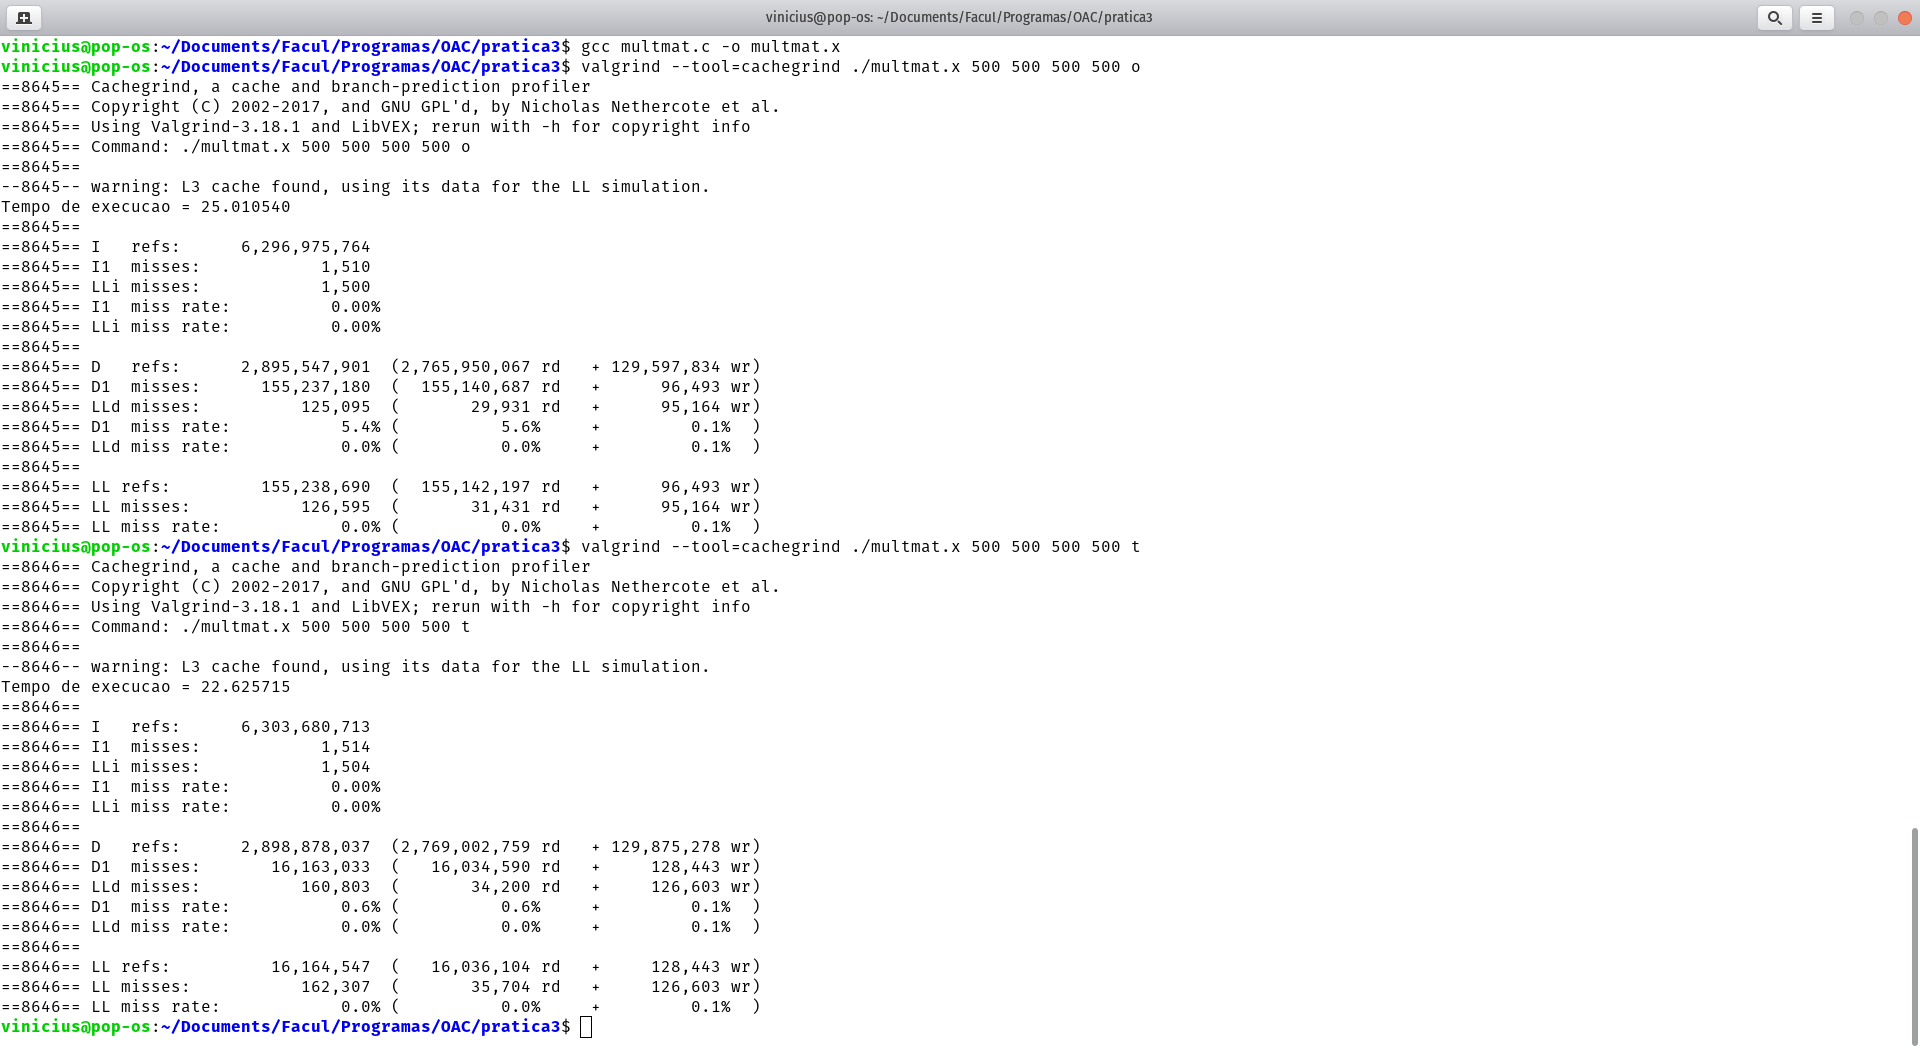 vinicius@pop-os: ~/Documents/Facul/Programas/OAC/pratica3
vinicius@pop-os:~/Documents/Facul/Programas/OAC/pratica3$ gcc multmat.c -o multmat.x
vinicius@pop-os:~/Documents/Facul/Programas/OAC/pratica3$ valgrind --tool=cachegrind ./multmat.x 500 500 500 500 o
==8645== Cachegrind, a cache and branch-prediction profiler
==8645== Copyright (C) 2002-2017, and GNU GPL'd, by Nicholas Nethercote et al.
==8645== Using Valgrind-3.18.1 and LibVEX; rerun with -h for copyright info
==8645== Command: ./multmat.x 500 500 500 500 o
==8645==
--8645-- warning: L3 cache found, using its data for the LL simulation.
Tempo de execucao = 25.010540
==8645==
==8645== I   refs:      6,296,975,764
==8645== I1  misses:            1,510
==8645== LLi misses:            1,500
==8645== I1  miss rate:          0.00%
==8645== LLi miss rate:          0.00%
==8645==
==8645== D   refs:      2,895,547,901  (2,765,950,067 rd   + 129,597,834 wr)
==8645== D1  misses:      155,237,180  (  155,140,687 rd   +      96,493 wr)
==8645== LLd misses:          125,095  (       29,931 rd   +      95,164 wr)
==8645== D1  miss rate:           5.4% (          5.6%     +         0.1%  )
==8645== LLd miss rate:           0.0% (          0.0%     +         0.1%  )
==8645==
==8645== LL refs:         155,238,690  (  155,142,197 rd   +      96,493 wr)
==8645== LL misses:           126,595  (       31,431 rd   +      95,164 wr)
==8645== LL miss rate:            0.0% (          0.0%     +         0.1%  )
vinicius@pop-os:~/Documents/Facul/Programas/OAC/pratica3$ valgrind --tool=cachegrind ./multmat.x 500 500 500 500 t
==8646== Cachegrind, a cache and branch-prediction profiler
==8646== Copyright (C) 2002-2017, and GNU GPL'd, by Nicholas Nethercote et al.
==8646== Using Valgrind-3.18.1 and LibVEX; rerun with -h for copyright info
==8646== Command: ./multmat.x 500 500 500 500 t
==8646==
--8646-- warning: L3 cache found, using its data for the LL simulation.
Tempo de execucao = 22.625715
==8646==
==8646== I   refs:      6,303,680,713
==8646== I1  misses:            1,514
==8646== LLi misses:            1,504
==8646== I1  miss rate:          0.00%
==8646== LLi miss rate:          0.00%
==8646==
==8646== D   refs:      2,898,878,037  (2,769,002,759 rd   + 129,875,278 wr)
==8646== D1  misses:       16,163,033  (   16,034,590 rd   +     128,443 wr)
==8646== LLd misses:          160,803  (       34,200 rd   +     126,603 wr)
==8646== D1  miss rate:           0.6% (          0.6%     +         0.1%  )
==8646== LLd miss rate:           0.0% (          0.0%     +         0.1%  )
==8646==
==8646== LL refs:          16,164,547  (   16,036,104 rd   +     128,443 wr)
==8646== LL misses:           162,307  (       35,704 rd   +     126,603 wr)
==8646== LL miss rate:            0.0% (          0.0%     +         0.1%  )
vinicius@pop-os:~/Documents/Facul/Programas/OAC/pratica3$